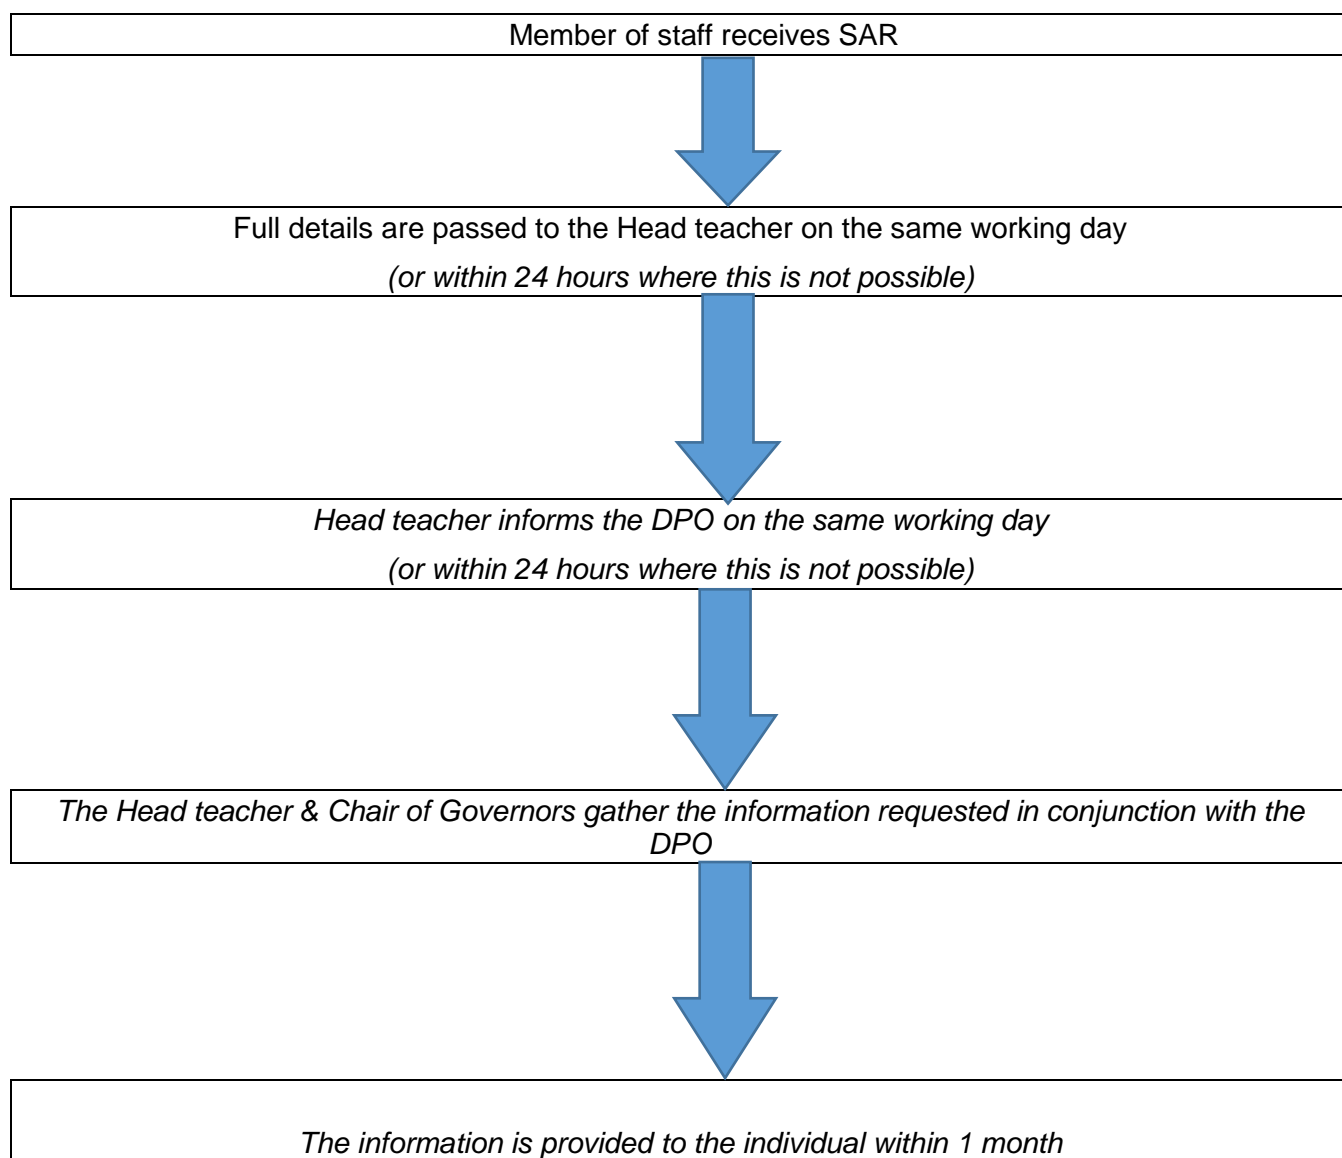 Member of staff receives SAR
Full details are passed to the Head teacher on the same working day
(or within 24 hours where this is not possible)
Head teacher informs the DPO on the same working day
(or within 24 hours where this is not possible)
The Head teacher & Chair of Governors gather the information requested in conjunction with the
DPO
The information is provided to the individual within 1 month